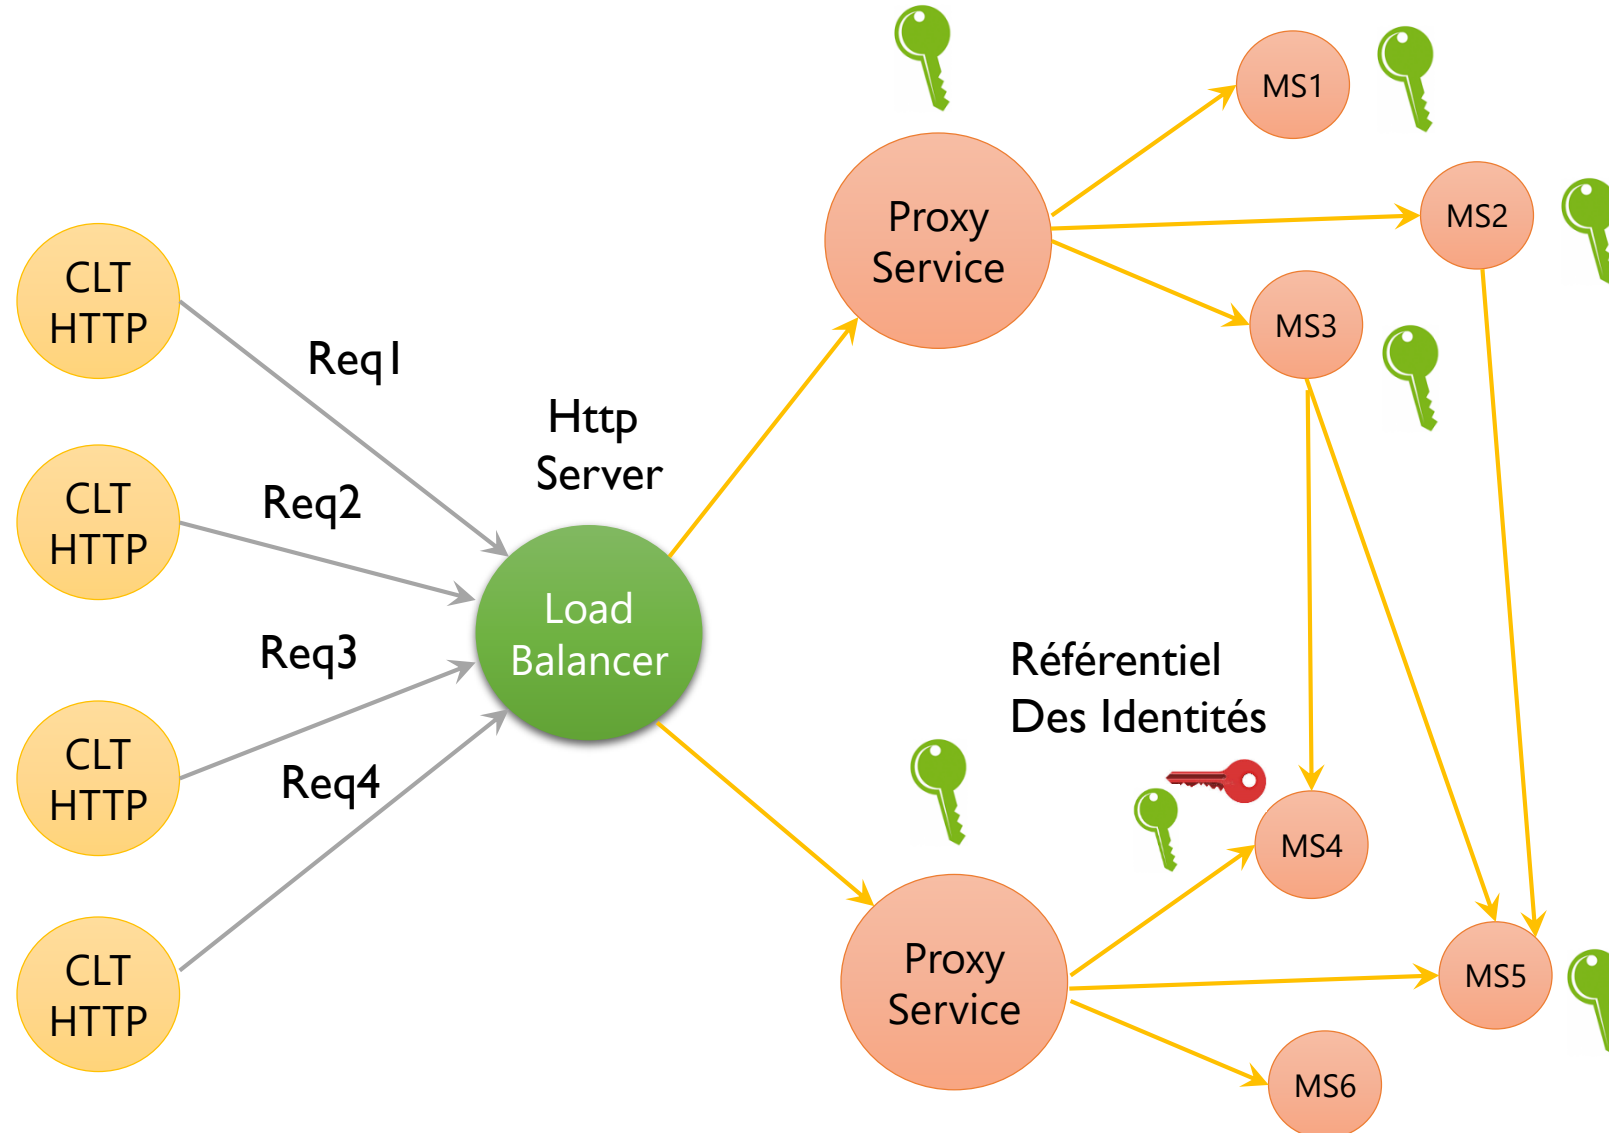 CLT
HTTP
CLT
HTTP
CLT
HTTP
CLT
HTTP
Req1
Req2
Req3
Req4
Http
Server
Load
Balancer
Proxy
Service
MS1
MS2
MS3
Référentiel
Des Identités
Proxy
Service
MS4
MS5
MS6